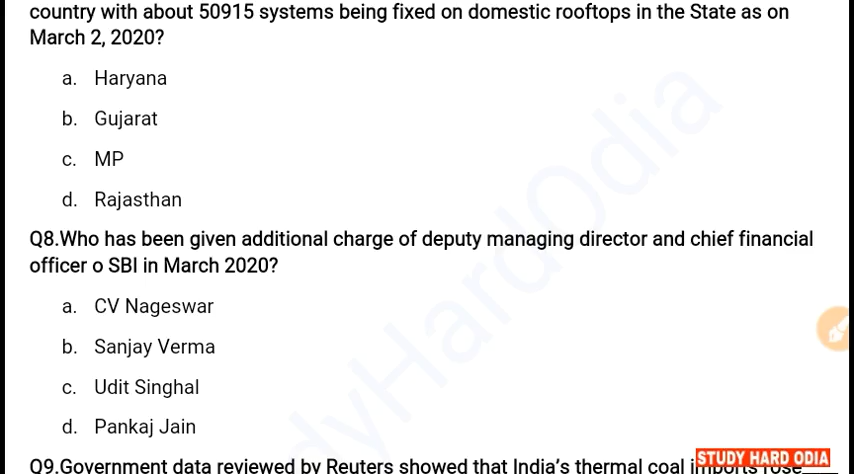 country with about 50915 systems being fixed on domestic rooftops in the State as on
March 2, 2020?
a. Haryana
b. Gujarat
c. MP
d. Rajasthan
Q8.Who has been given additional charge of deputy managing director and chief financial
officer o SBI in March 2020?
a. CV Nageswar
b. Sanjay Verma
c. Udit Singhal
d. Pankaj Jain
Q9.Government data reviewed by Reuters showed that India's thermal coal imports rose
STUDY HARD ODIA
dyHardOdia